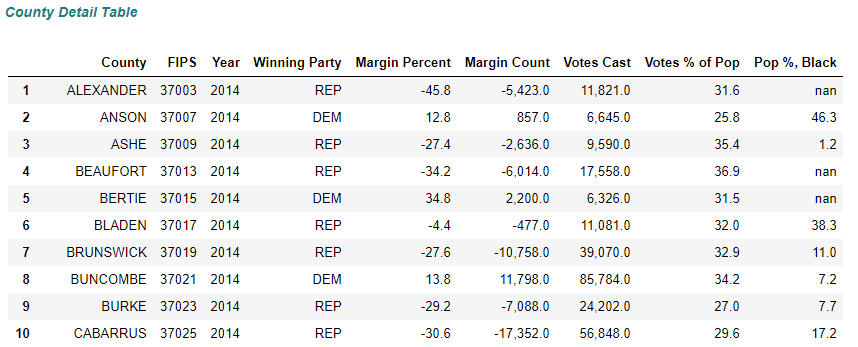 County Detail Table
County FIPS Year Winning Party Margin Percent Margin Count Votes Cast Votes % of Pop Pop %, Black
1 ALEXANDER 37003 2014 REP -45.8 -5,423.0 11,821.0 31.6 nan
2 ANSON 37007 2014 DEM 12.8 857.0 6,645.0 25.8 46.3
3 ASHE 37009 2014 REP -27.4 -2,636.0 9,590.0 35.4 1.2
4 BEAUFORT 37013 2014 REP -34.2 -6,014.0 17,558.0 36.9 nan
5 BERTIE 37015 2014 DEM 34.8 2,200.0 6,326.0 31.5 nan
6 BLADEN 37017 2014 REP -4.4 -477.0 11,081.0 32.0 38.3
7 BRUNSWICK 37019 2014 REP -27.6 -10,758.0 39,070.0 32.9 11.0
8 BUNCOMBE 37021 2014 DEM 13.8 11,798.0 85,784.0 34.2 7.2
9 BURKE 37023 2014 REP -29.2 -7,088.0 24,202.0 27.0 7.7
10 CABARRUS 37025 2014 REP -30.6 -17,352.0 56,848.0 29.6 17.2